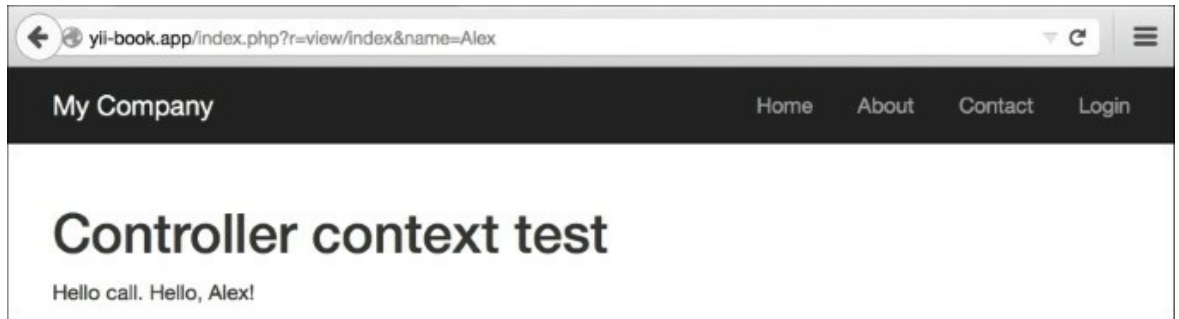 yii-book.app/index.php?r=view/index&name=Alex
My Company Home About Contact Login
Controller context test
Hello call. Hello, Alex!